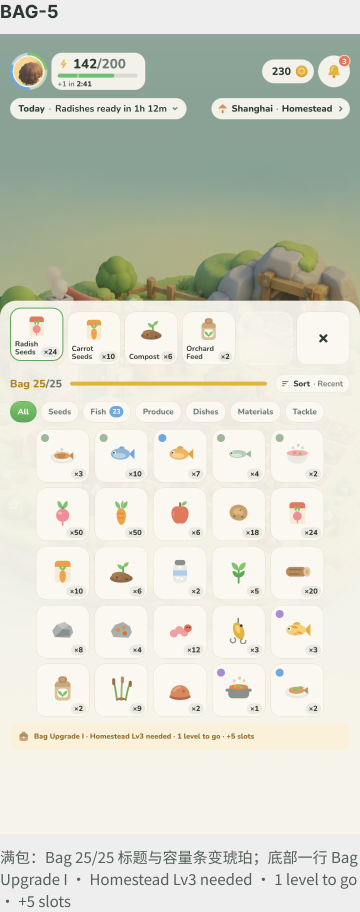 BAG-5
142/200
+1 in 2:41
230
3
Today · Radishes ready in 1h 12m
Shanghai · Homestead
Radish Seeds ×24
Carrot Seeds ×10
Compost ×6
Orchard Feed ×2
×
Bag 25/25
Sort · Recent
All
Seeds
Fish 23
Produce
Dishes
Materials
Tackle
×3 ×10 ×7 ×4 ×2
×50 ×50 ×6 ×18 ×24
×10 ×6 ×2 ×5 ×20
×8 ×4 ×12 ×3 ×3
×2 ×9 ×2 ×1 ×2
Bag Upgrade I · Homestead Lv3 needed · 1 level to go · +5 slots
满包：Bag 25/25 标题与容量条变琥珀；底部一行 Bag
Upgrade I · Homestead Lv3 needed · 1 level to go
· +5 slots